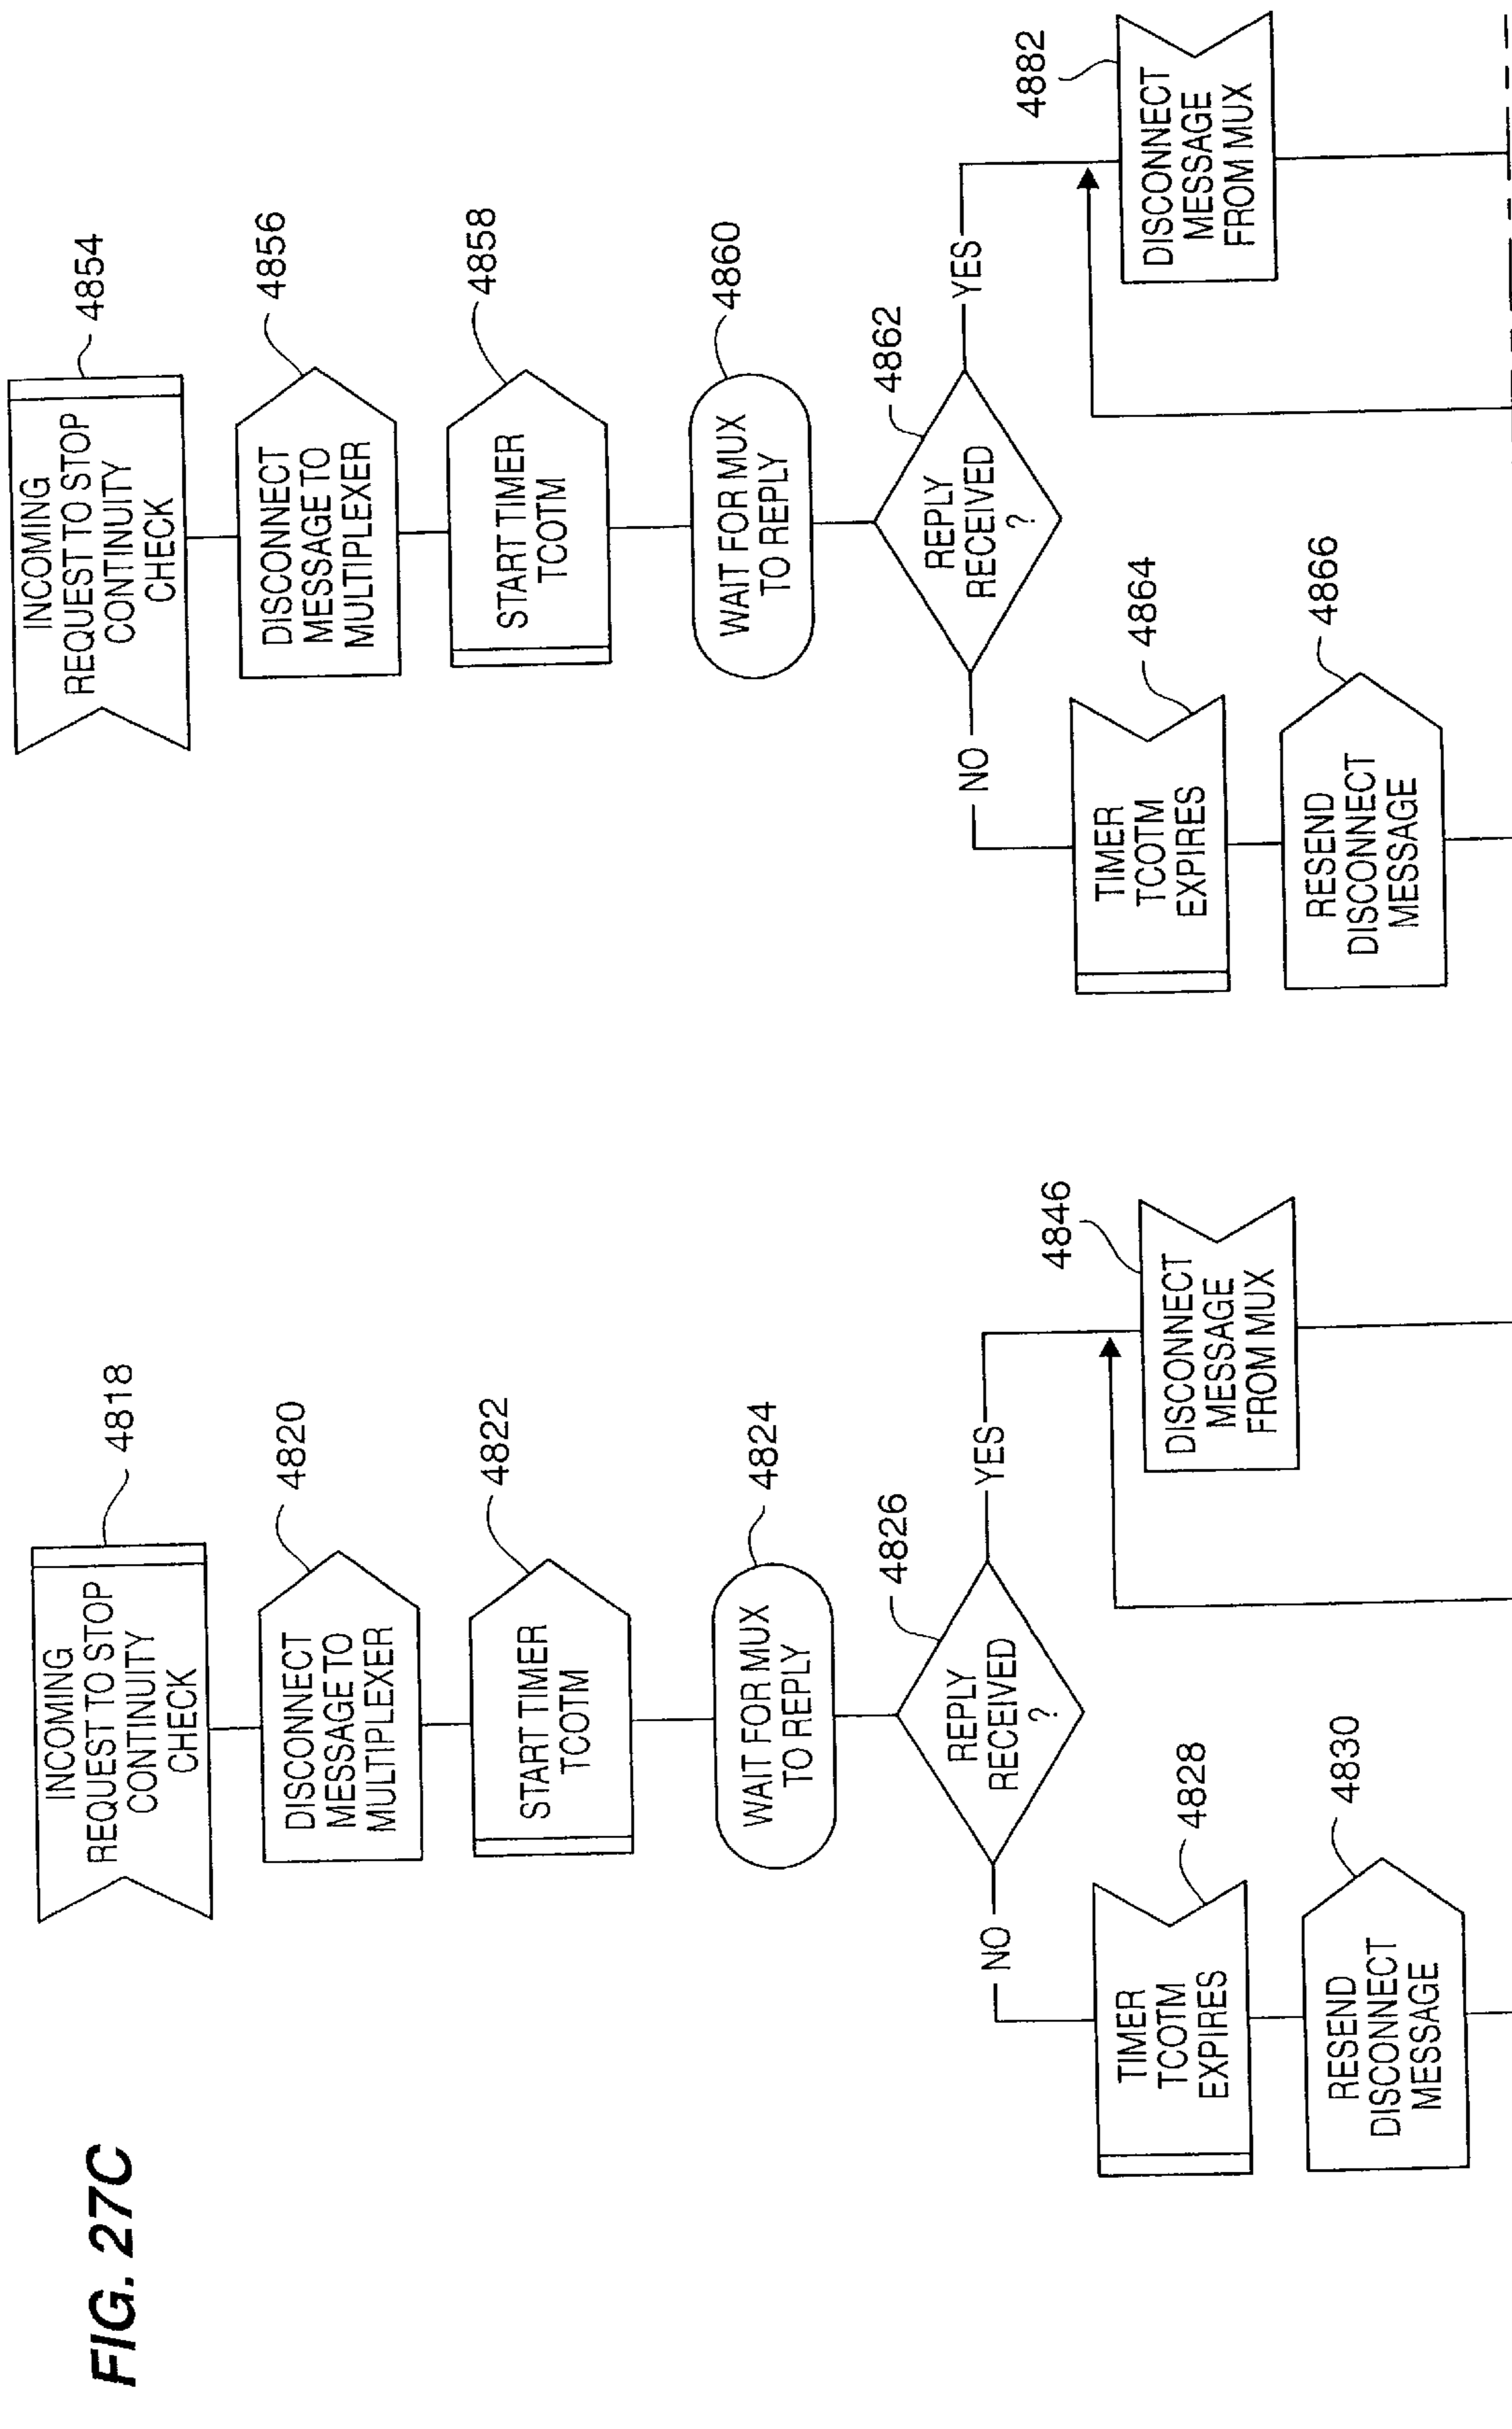 FIG. 27C
INCOMING
REQUEST TO STOP
CONTINUITY
CHECK
4818
DISCONNECT
MESSAGE TO
MULTIPLEXER
4820
START TIMER
TCOTM
4822
WAIT FOR MUX
TO REPLY
4824
REPLY
RECEIVED
?
4826
NO
YES
TIMER
TCOTM
EXPIRES
4828
RESEND
DISCONNECT
MESSAGE
4830
DISCONNECT
MESSAGE
FROM MUX
4846
INCOMING
REQUEST TO STOP
CONTINUITY
CHECK
4854
DISCONNECT
MESSAGE TO
MULTIPLEXER
4856
START TIMER
TCOTM
4858
WAIT FOR MUX
TO REPLY
4860
REPLY
RECEIVED
?
4862
NO
YES
TIMER
TCOTM
EXPIRES
4864
RESEND
DISCONNECT
MESSAGE
4866
DISCONNECT
MESSAGE
FROM MUX
4882